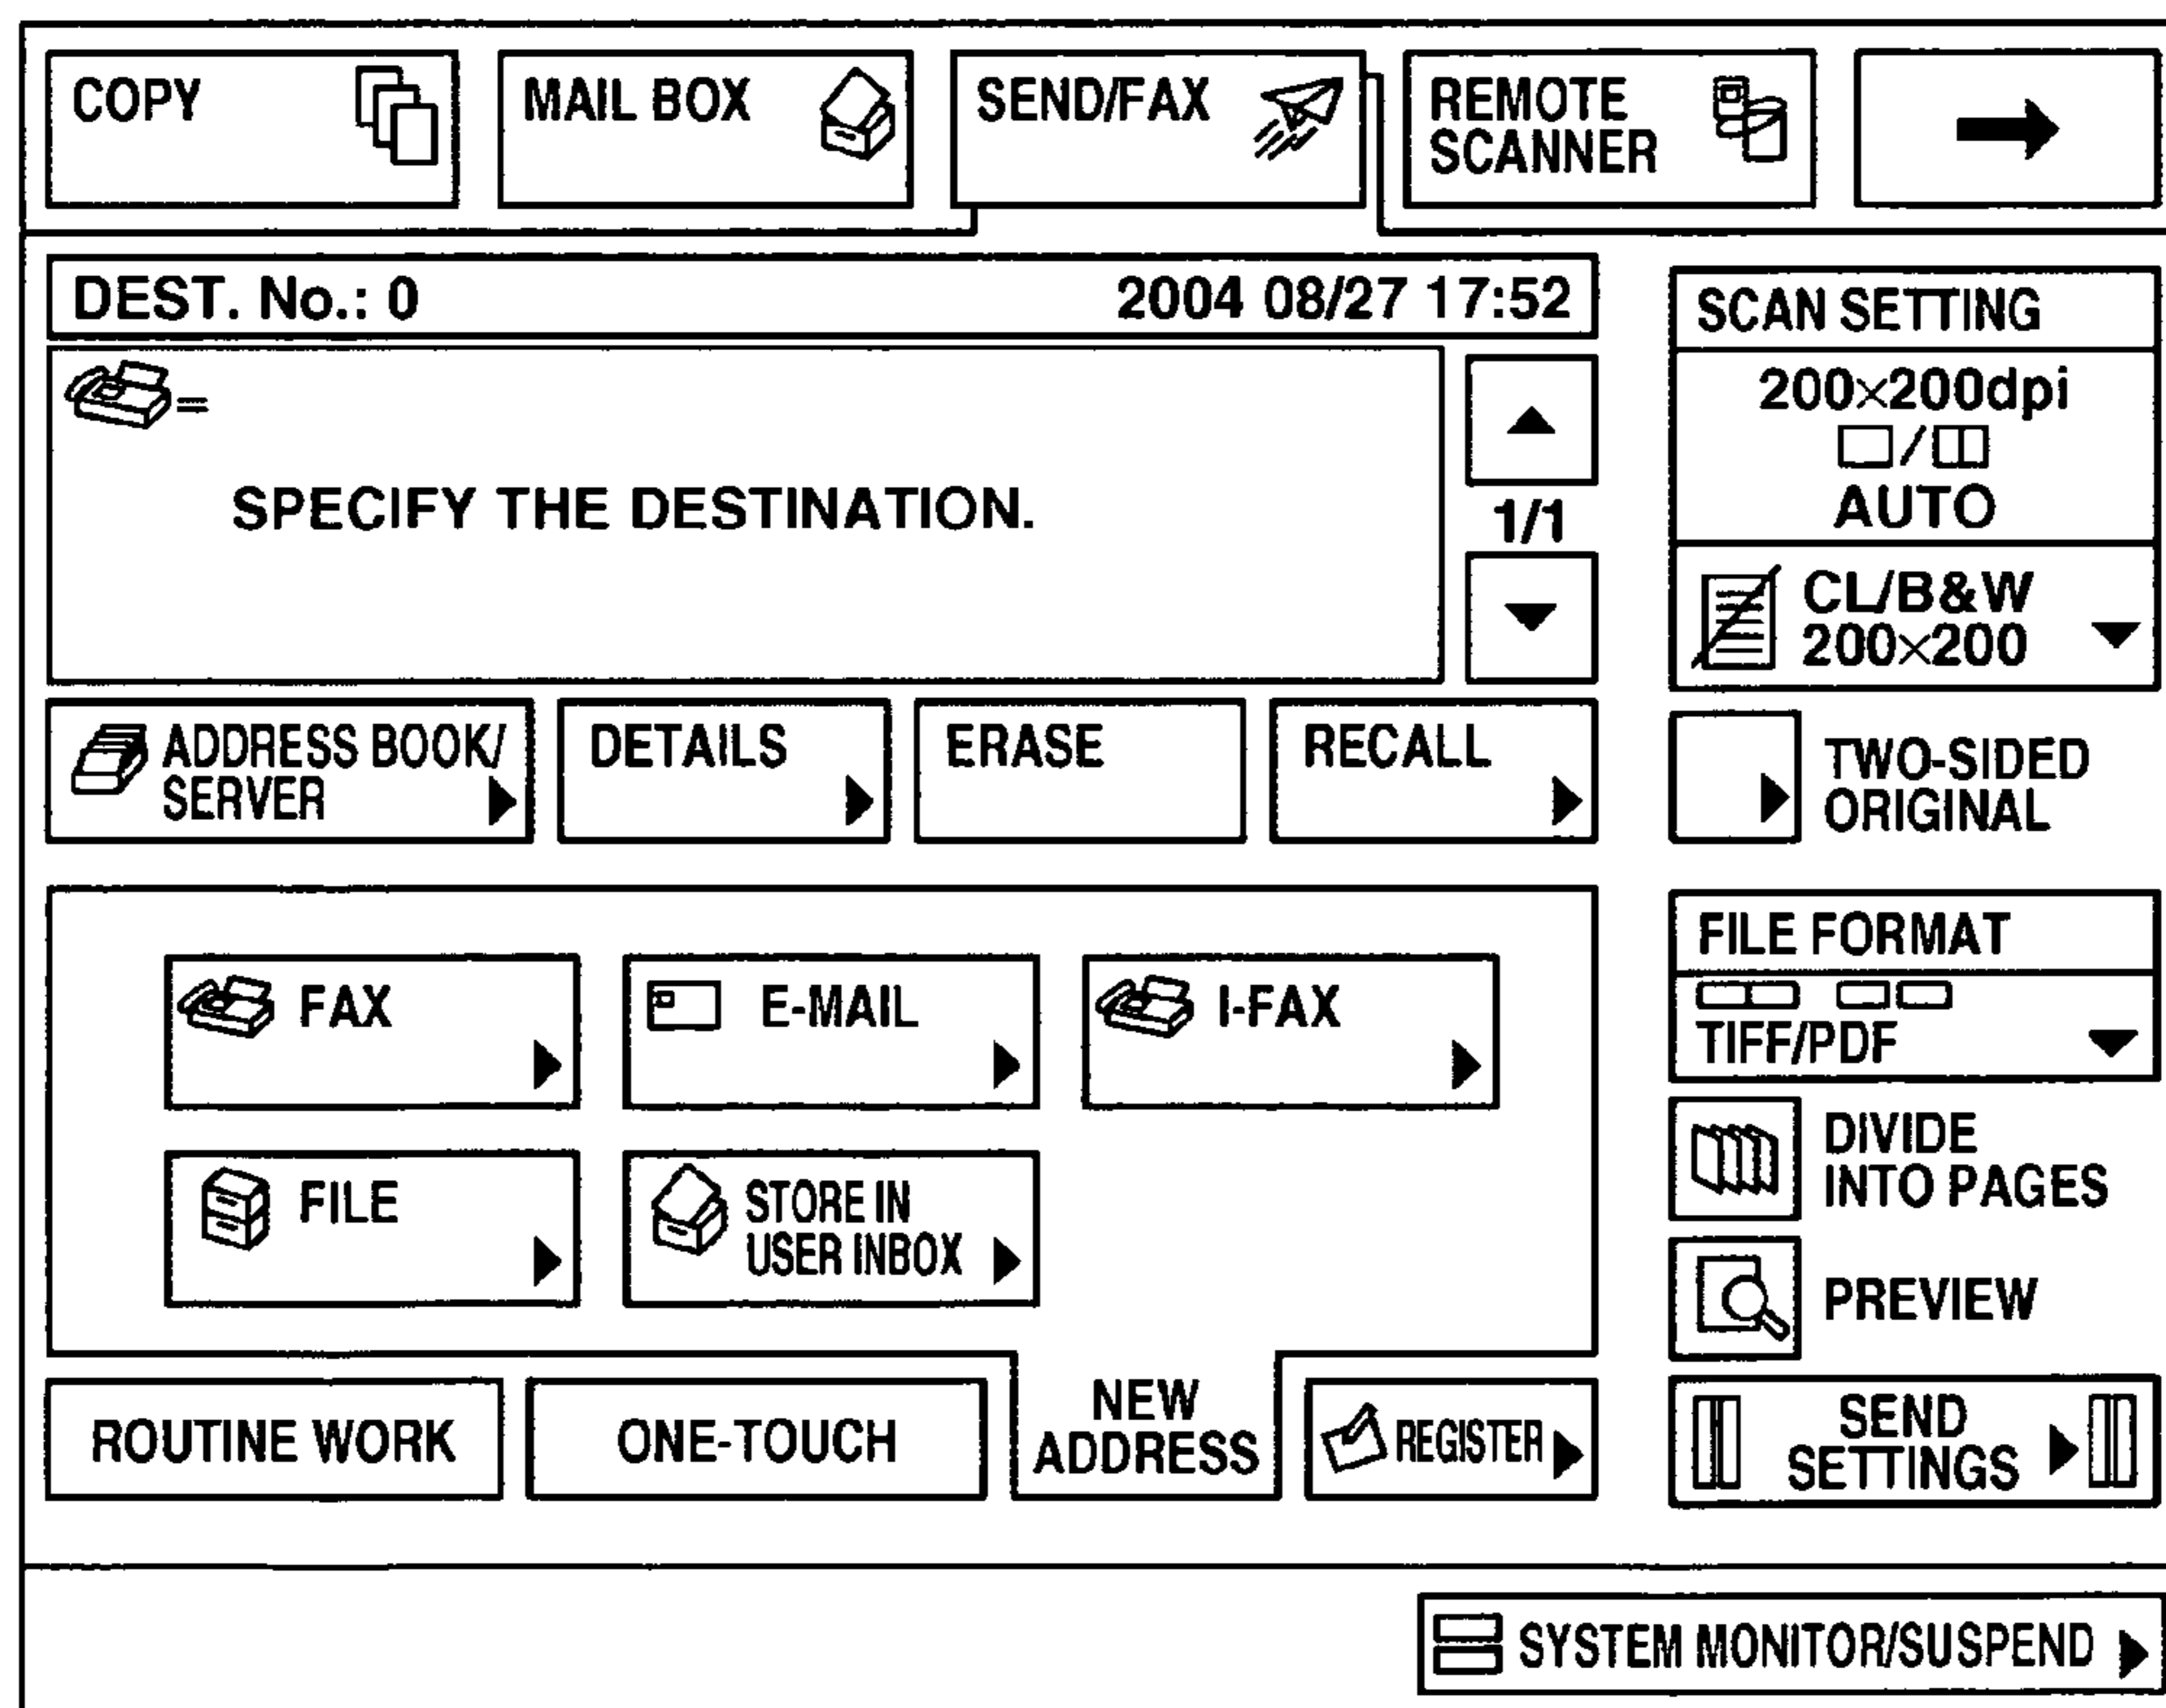 COPY
MAIL BOX
SEND/FAX
REMOTE
SCANNER
DEST. No.: 0
2004 08/27 17:52
=
SPECIFY THE DESTINATION.
1/1
SCAN SETTING
200×200dpi
/
AUTO
CL/B&W
200×200
ADDRESS BOOK/
SERVER
DETAILS
ERASE
RECALL
TWO-SIDED
ORIGINAL
FAX
E-MAIL
I-FAX
FILE
STORE IN
USER INBOX
FILE FORMAT
TIFF/PDF
DIVIDE
INTO PAGES
PREVIEW
ROUTINE WORK
ONE-TOUCH
NEW
ADDRESS
REGISTER
SEND
SETTINGS
SYSTEM MONITOR/SUSPEND